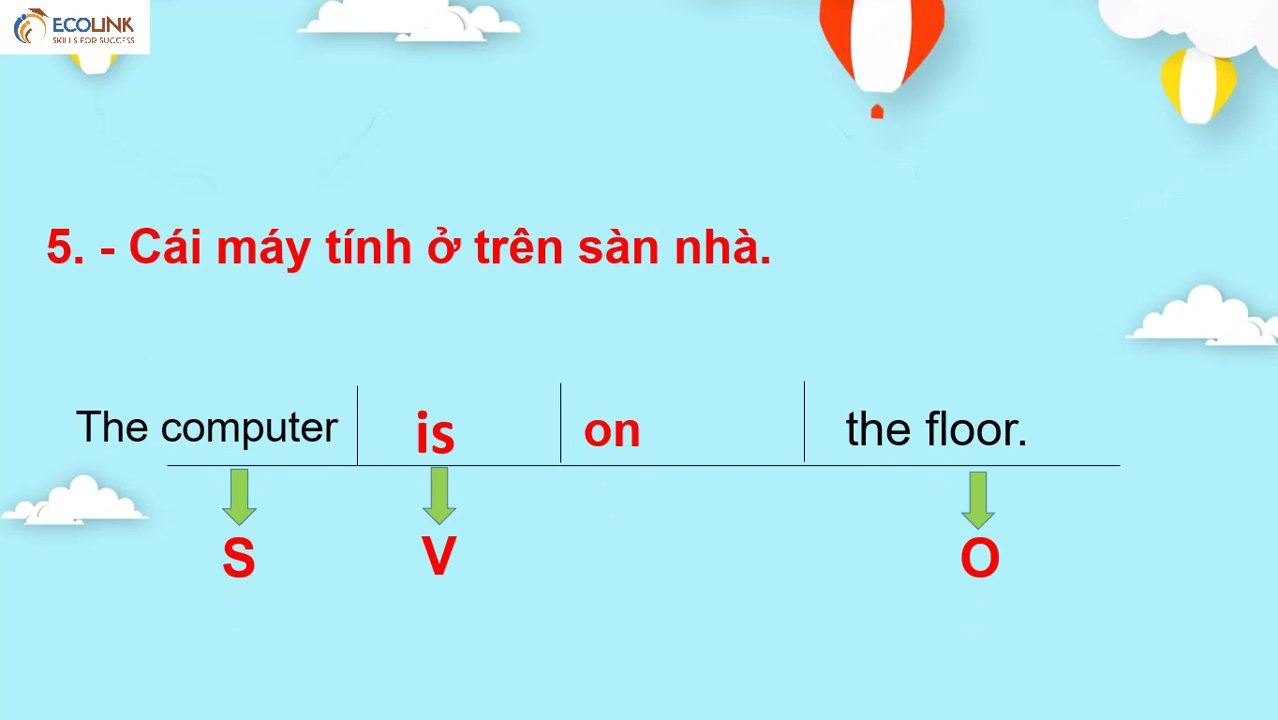 ECOLINK
SKILLS FOR SUCCESS
5. - Cái máy tính ở trên sàn nhà.
The computer is on the floor.
S V O